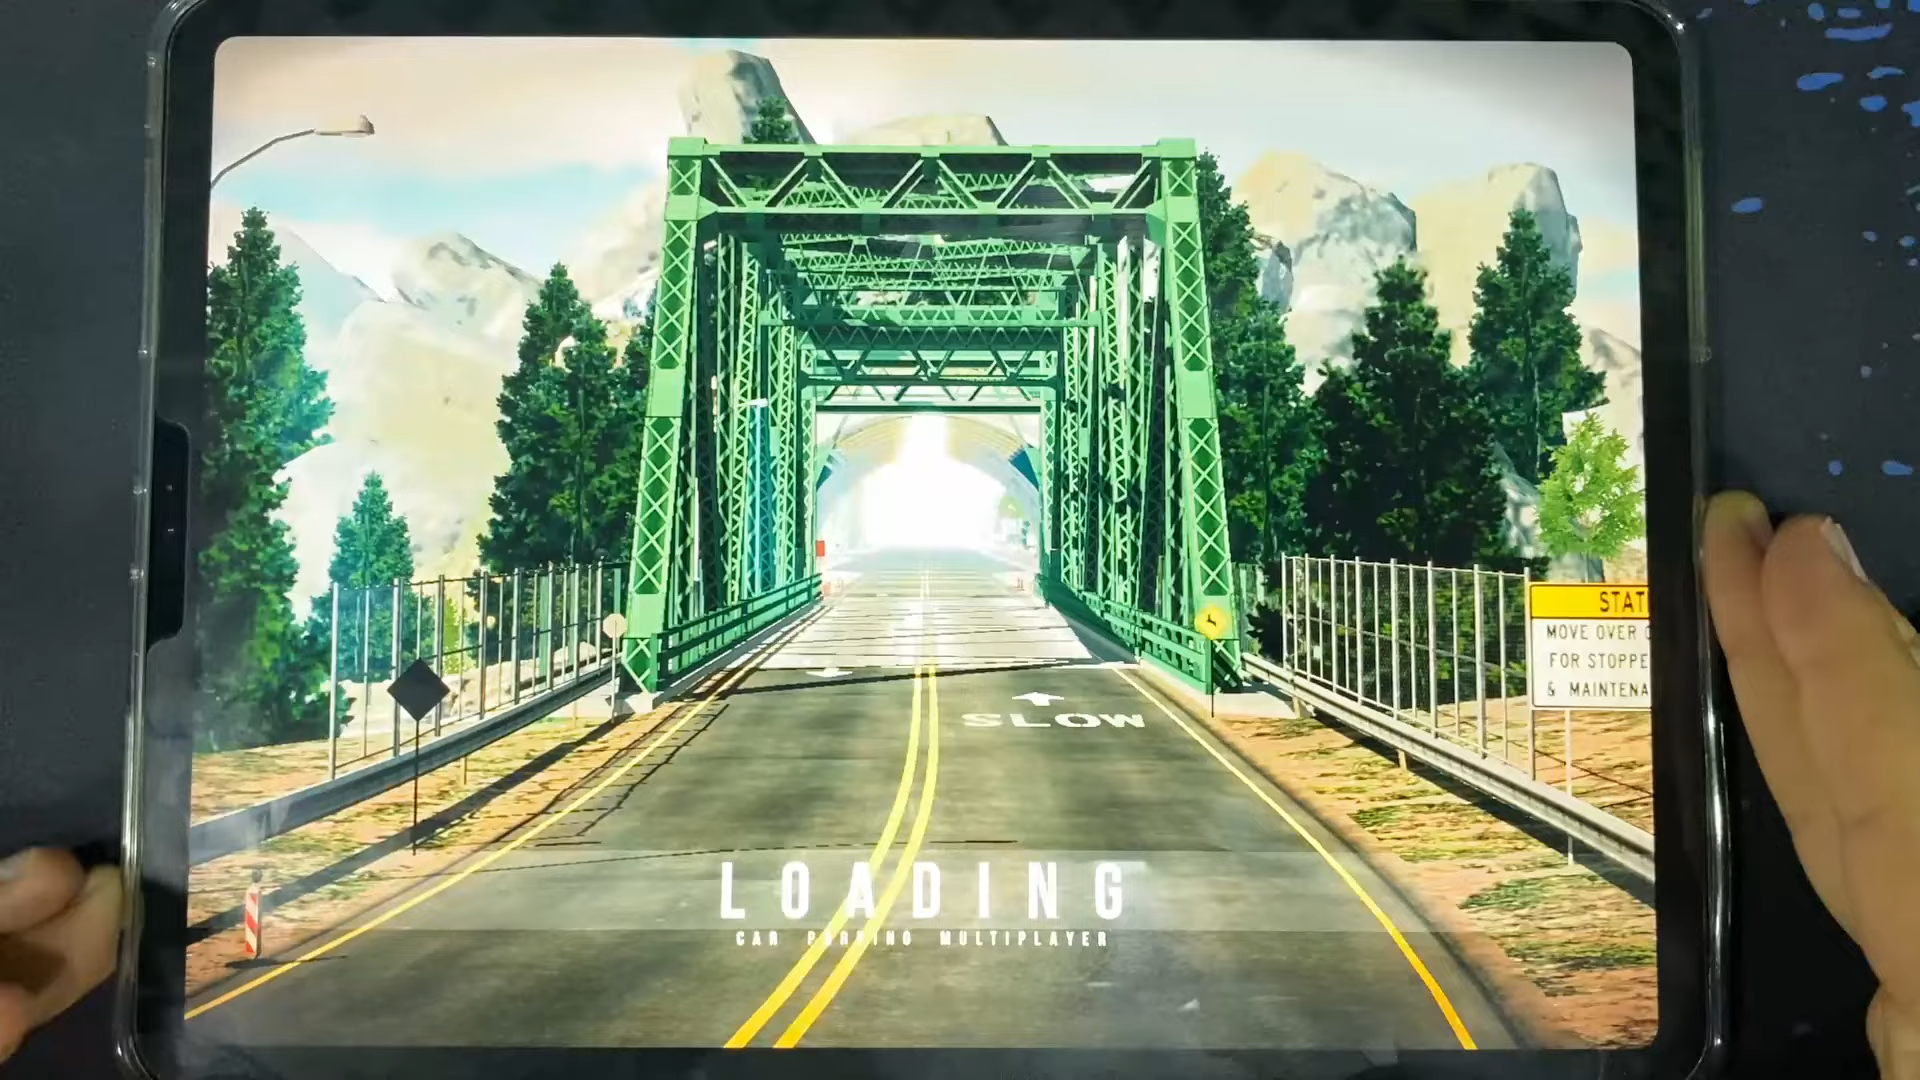 STAT
MOVE OVER
FOR STOPPE
& MAINTENA
SLOW
LOADING
CAR PARKING MULTIPLAYER